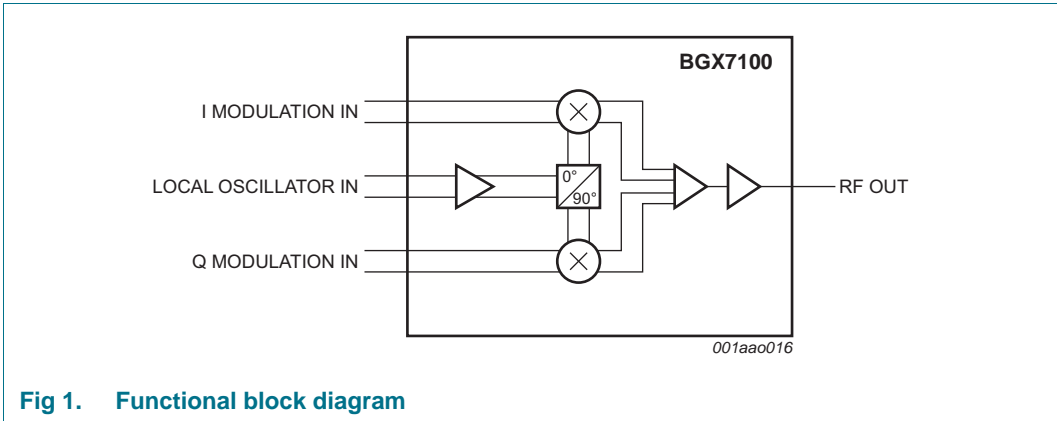 BGX7100
I MODULATION IN
LOCAL OSCILLATOR IN
0°
90°
RF OUT
Q MODULATION IN
001aao016
Fig 1. Functional block diagram